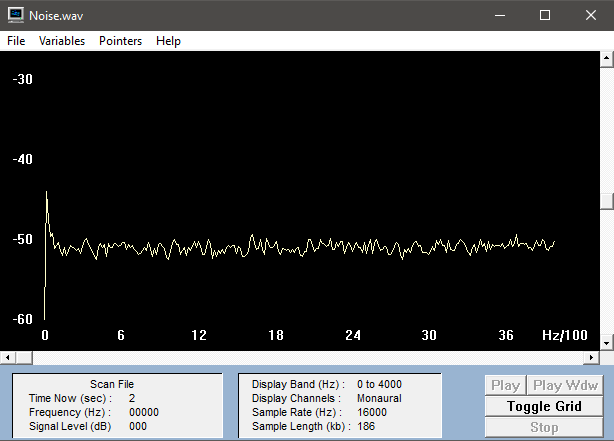 Noise.wav
File Variables Pointers Help
-30
-40
-50
-60
0 6 12 18 24 30 36 Hz/100
Scan File
Time Now (sec) : 2
Frequency (Hz) : 00000
Signal Level (dB) 000
Display Band (Hz) : 0 to 4000
Display Channels : Monaural
Sample Rate (Hz) : 16000
Sample Length (kb) : 186
Play Play Wdw
Toggle Grid
Stop